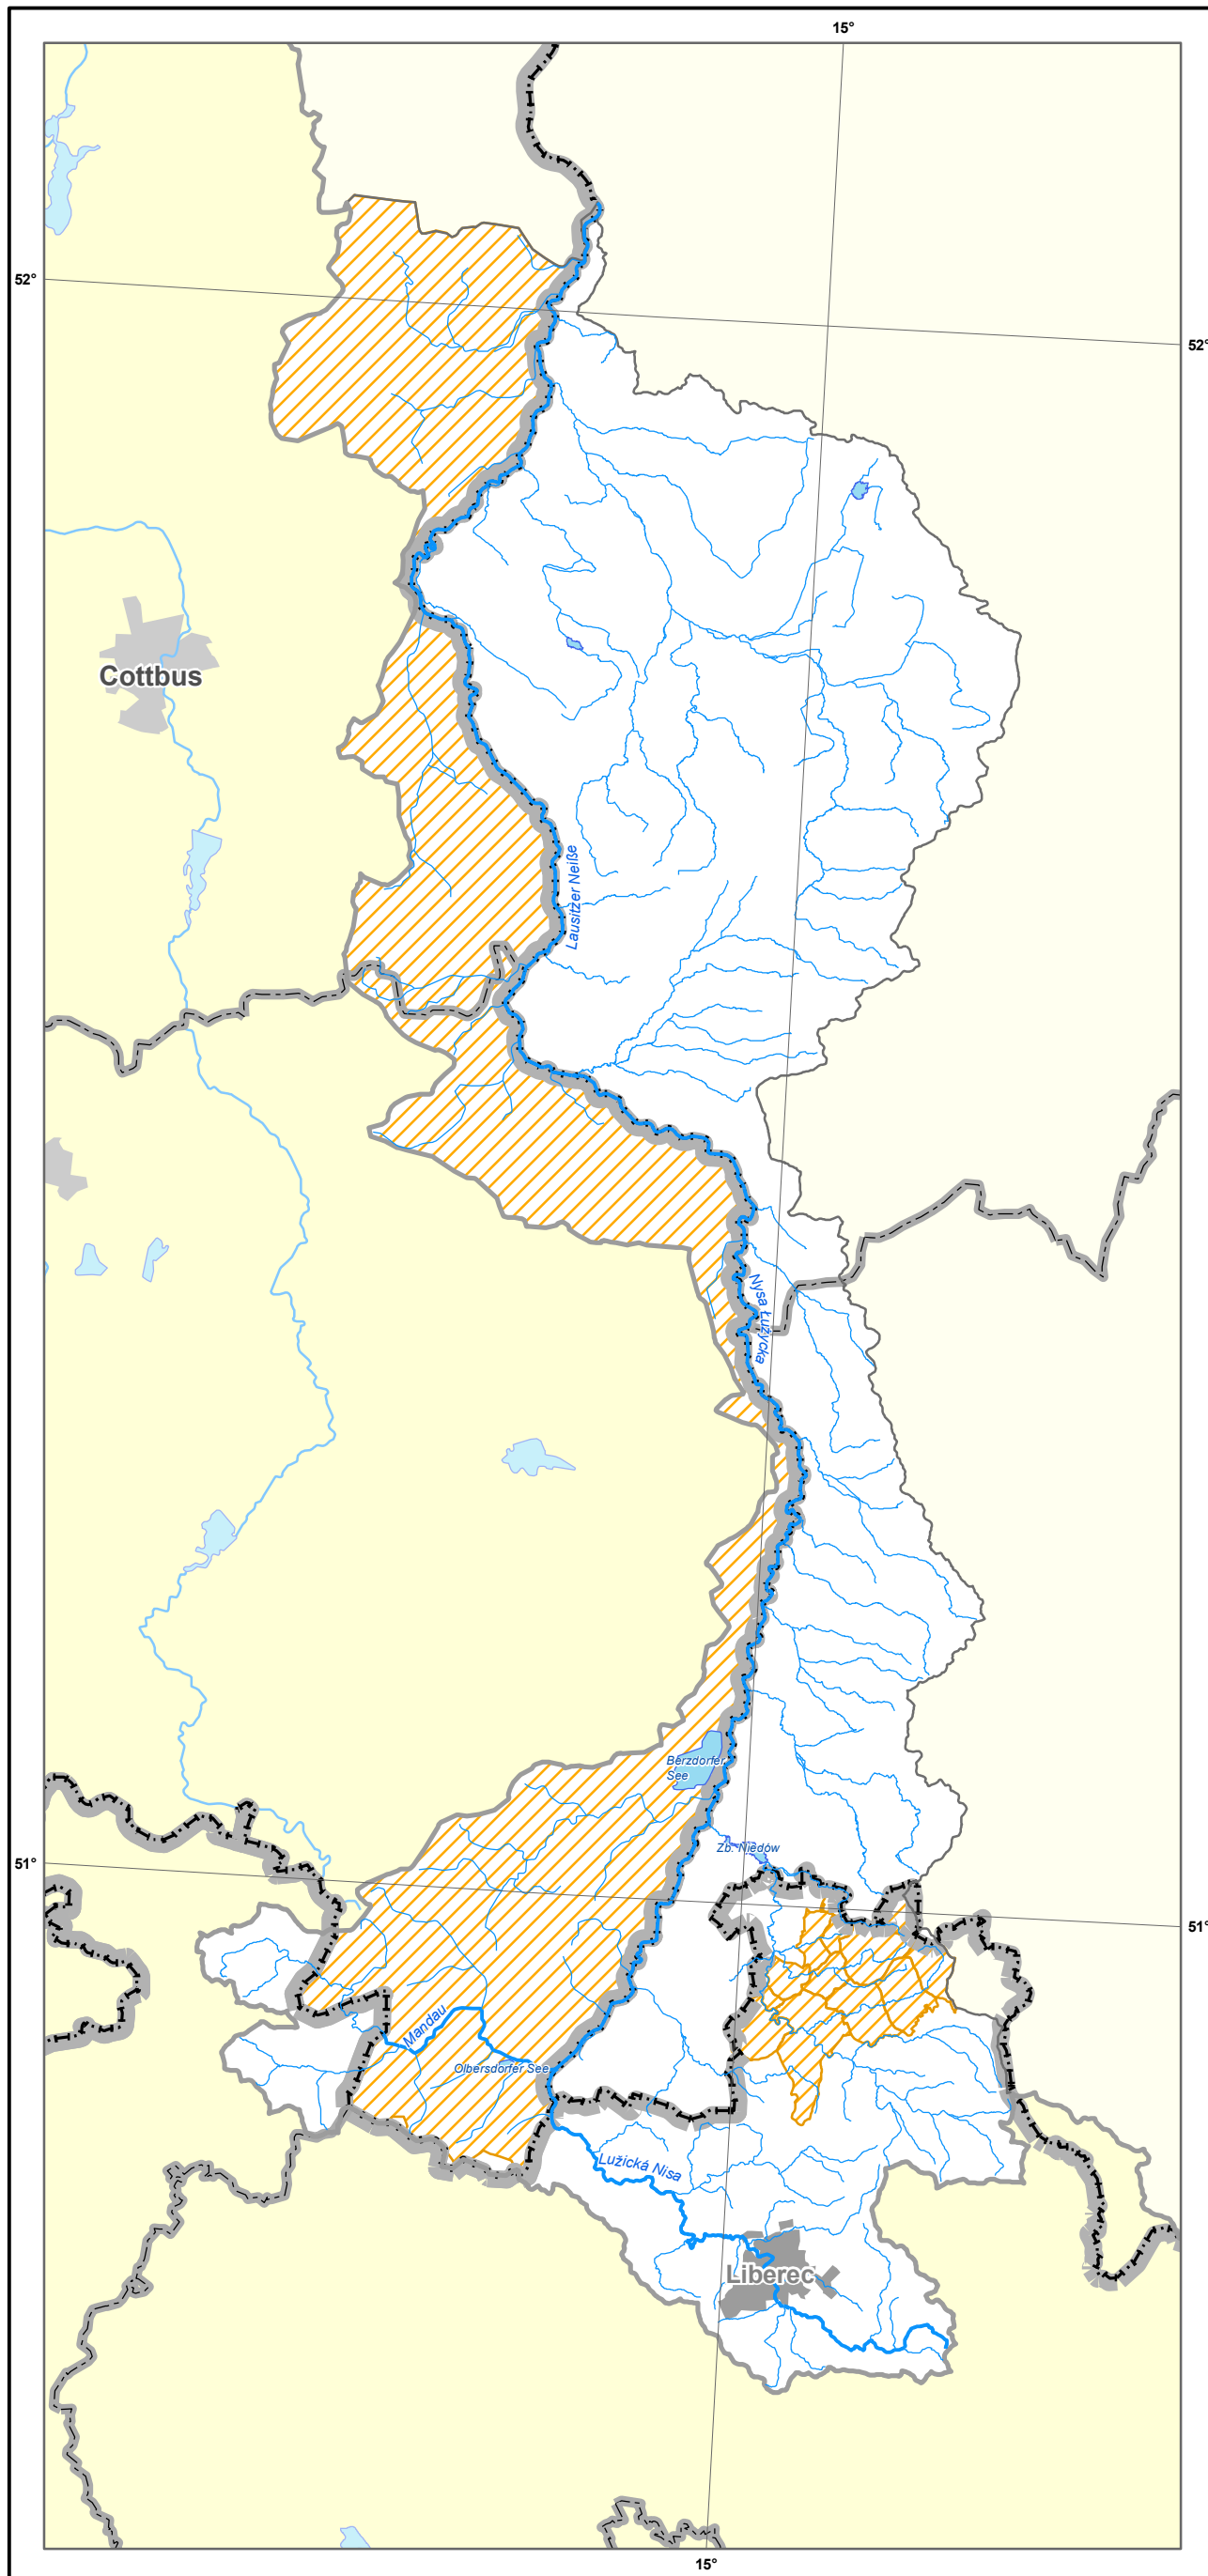 15°
52°
52°
Cottbus
Lausitzer Neiße
Nysa Łużycka
Berzdorfer
See
Zb. Niedów
51°
51°
Mandau
Olbersdorfer See
Lužická Nisa
Liberec
15°